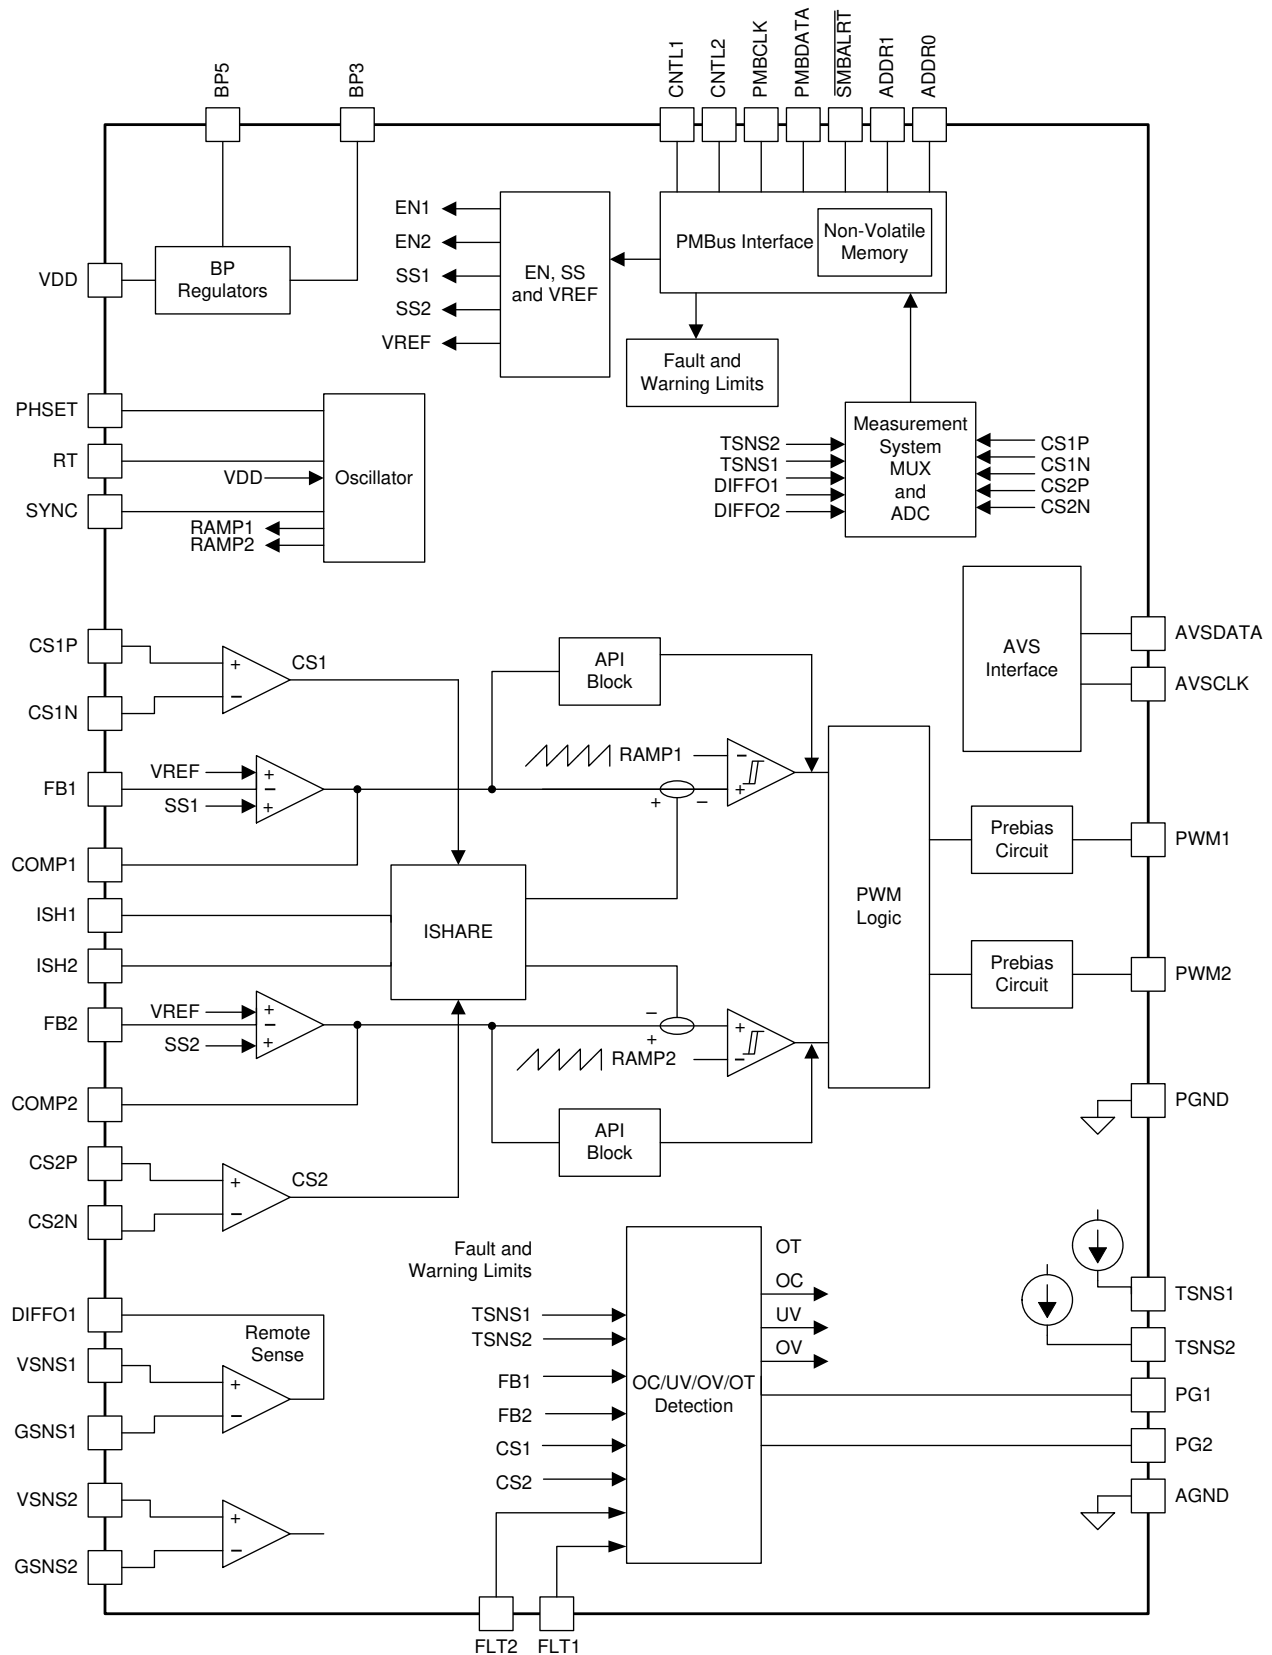 BP5
BP3
CNTL1
CNTL2
PMBCLK
PMBDATA
SMBALRT
ADDR1
ADDR0
VDD
BP
Regulators
EN1
EN2
SS1
SS2
VREF
EN, SS
and VREF
PMBus Interface
Non-Volatile
Memory
Fault and
Warning Limits
PHSET
RT
SYNC
VDD
RAMP1
RAMP2
Oscillator
TSNS2
TSNS1
DIFFO1
DIFFO2
Measurement
System
MUX
and
ADC
CS1P
CS1N
CS2P
CS2N
AVS
Interface
AVSDATA
AVSCLK
CS1P
CS1N
+
−
CS1
API
Block
FB1
VREF
SS1
+
−
+
RAMP1
−
+
+
−
COMP1
ISH1
ISH2
ISHARE
PWM
Logic
Prebias
Circuit
PWM1
Prebias
Circuit
PWM2
FB2
VREF
SS2
+
−
+
−
+
RAMP2
+
−
COMP2
API
Block
PGND
CS2P
CS2N
+
−
CS2
Fault and
Warning Limits
TSNS1
TSNS2
FB1
FB2
CS1
CS2
OC/UV/OV/OT
Detection
OT
OC
UV
OV
TSNS1
TSNS2
PG1
PG2
AGND
DIFFO1
VSNS1
GSNS1
Remote
Sense
+
−
VSNS2
GSNS2
+
−
FLT2
FLT1